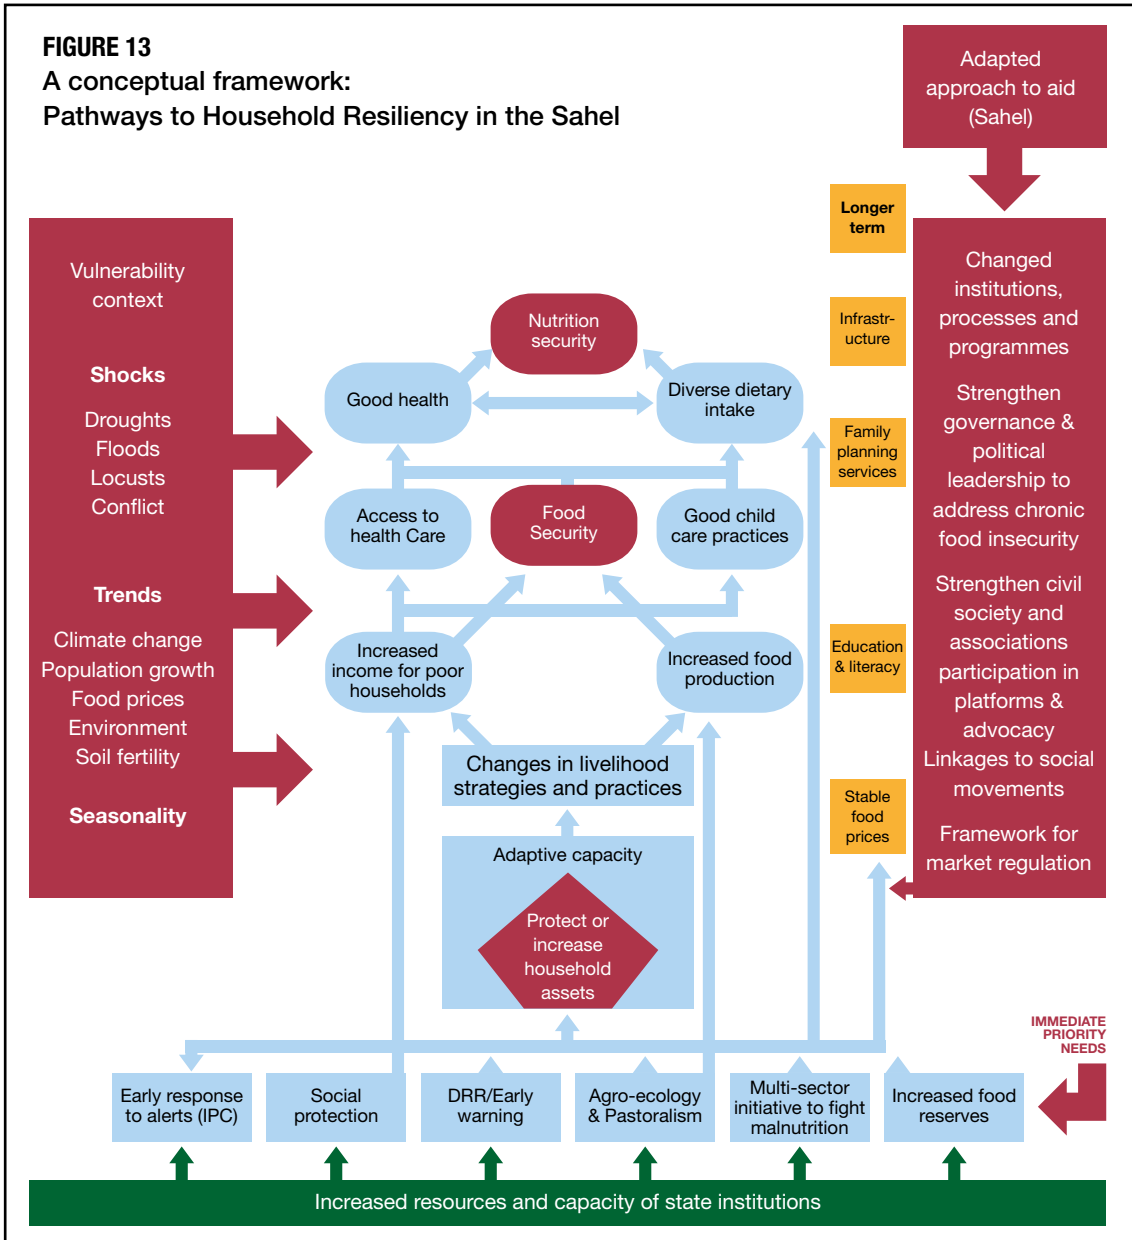 FIGURE 13
A conceptual framework:
Pathways to Household Resiliency in the Sahel
Adapted
approach to aid
(Sahel)
Vulnerability
context
Shocks
Droughts
Floods
Locusts
Conflict
Trends
Climate change
Population growth
Food prices
Environment
Soil fertility
Seasonality
Nutrition
security
Good health
Diverse dietary
intake
Access to
health Care
Food
Security
Good child
care practices
Increased
income for poor
households
Increased food
production
Changes in livelihood
strategies and practices
Adaptive capacity
Protect or
increase
household
assets
Longer
term
Infrastr-
ucture
Family
planning
services
Education
& literacy
Stable
food
prices
Changed
institutions,
processes and
programmes
Strengthen
governance &
political
leadership to
address chronic
food insecurity
Strengthen civil
society and
associations
participation in
platforms &
advocacy
Linkages to social
movements
Framework for
market regulation
IMMEDIATE
PRIORITY
NEEDS
Early response
to alerts (IPC)
Social
protection
DRR/Early
warning
Agro-ecology
& Pastoralism
Multi-sector
initiative to fight
malnutrition
Increased food
reserves
Increased resources and capacity of state institutions